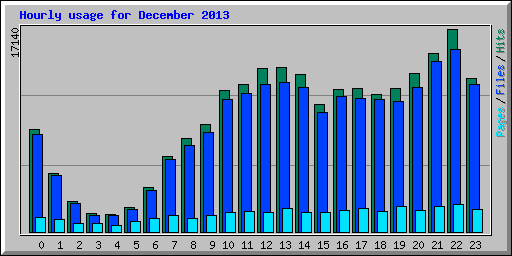 Hourly usage for December 2013
17140
Pages/Files/Hits
0 1 2 3 4 5 6 7 8 9 10 11 12 13 14 15 16 17 18 19 20 21 22 23